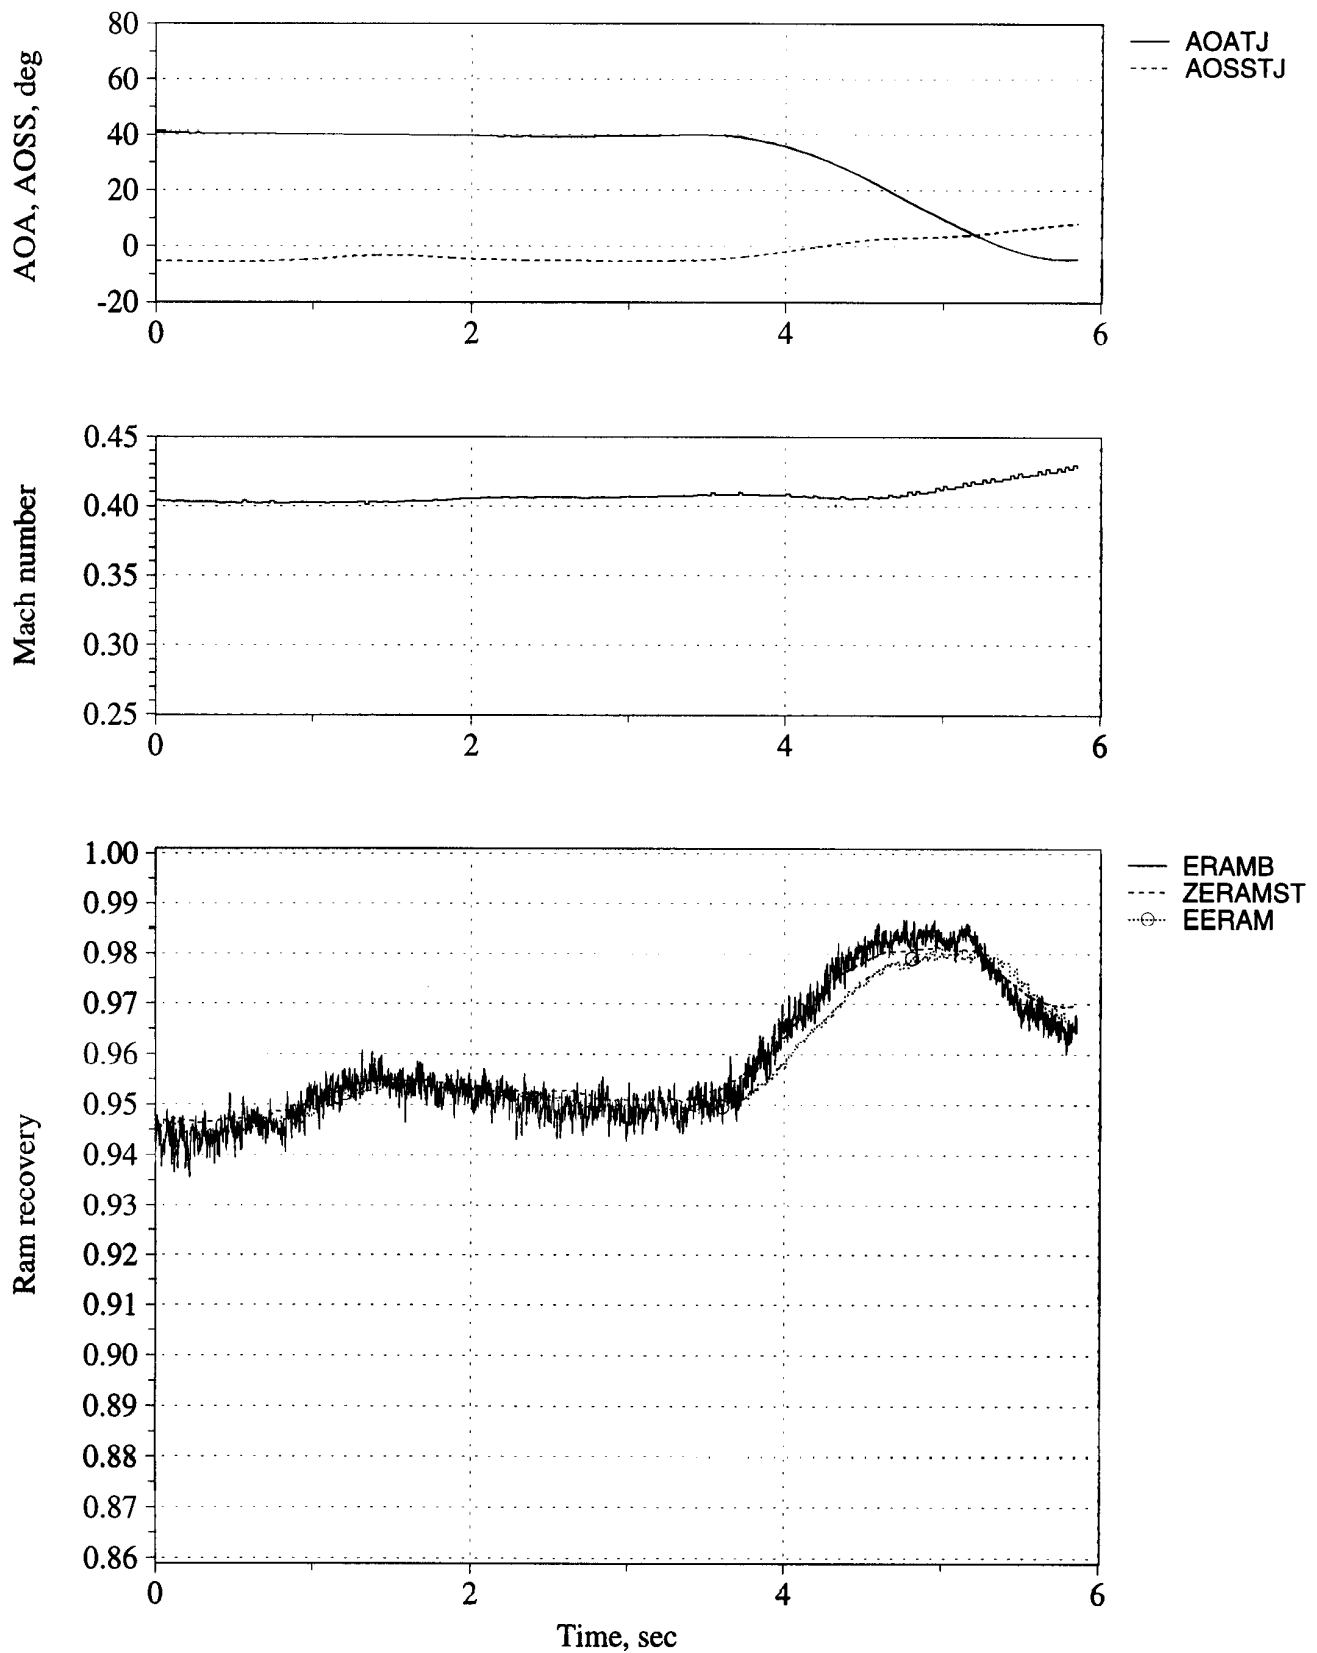 80
60
40
20
0
-20
AOA, AOSS, deg
0 2 4 6
AOATJ
AOSSTJ
0.45
0.40
0.35
0.30
0.25
Mach number
0 2 4 6
1.00
0.99
0.98
0.97
0.96
0.95
0.94
0.93
0.92
0.91
0.90
0.89
0.88
0.87
0.86
Ram recovery
0 2 4 6
Time, sec
ERAMB
ZERAMST
EERAM